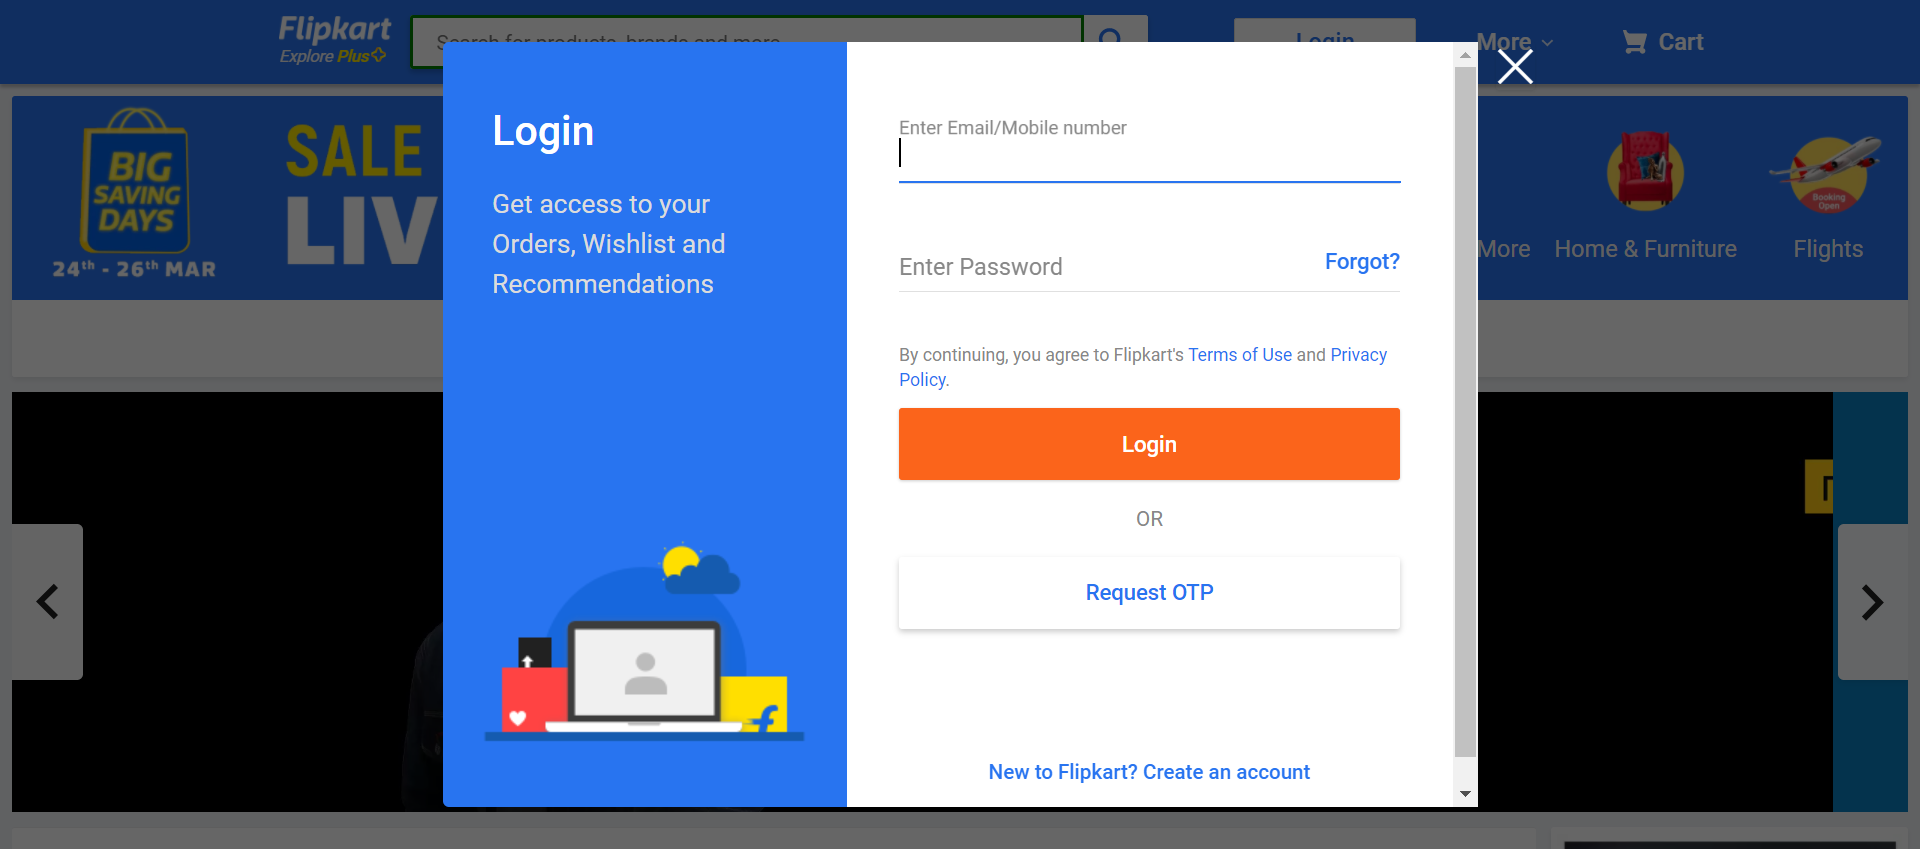 Flipkart
Explore Plus
Search for products, brands and more
Login
More
Cart
BIG
SAVING
DAYS
24th - 26th MAR
SALE
LIV
More
Home & Furniture
Booking
Open
Flights
Login
Get access to your
Orders, Wishlist and
Recommendations
Enter Email/Mobile number
Enter Password
Forgot?
By continuing, you agree to Flipkart's Terms of Use and Privacy
Policy.
Login
OR
Request OTP
New to Flipkart? Create an account